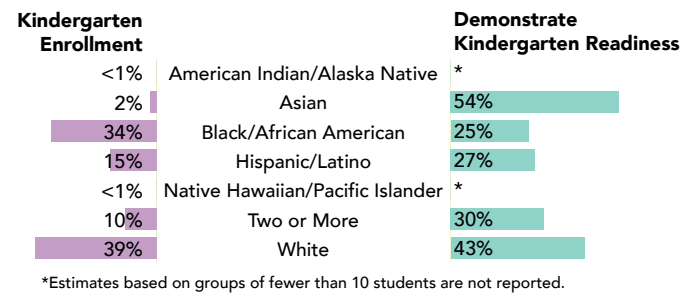 Kindergarten Enrollment
Demonstrate Kindergarten Readiness
<1% American Indian/Alaska Native *
2% Asian 54%
34% Black/African American 25%
15% Hispanic/Latino 27%
<1% Native Hawaiian/Pacific Islander *
10% Two or More 30%
39% White 43%
*Estimates based on groups of fewer than 10 students are not reported.